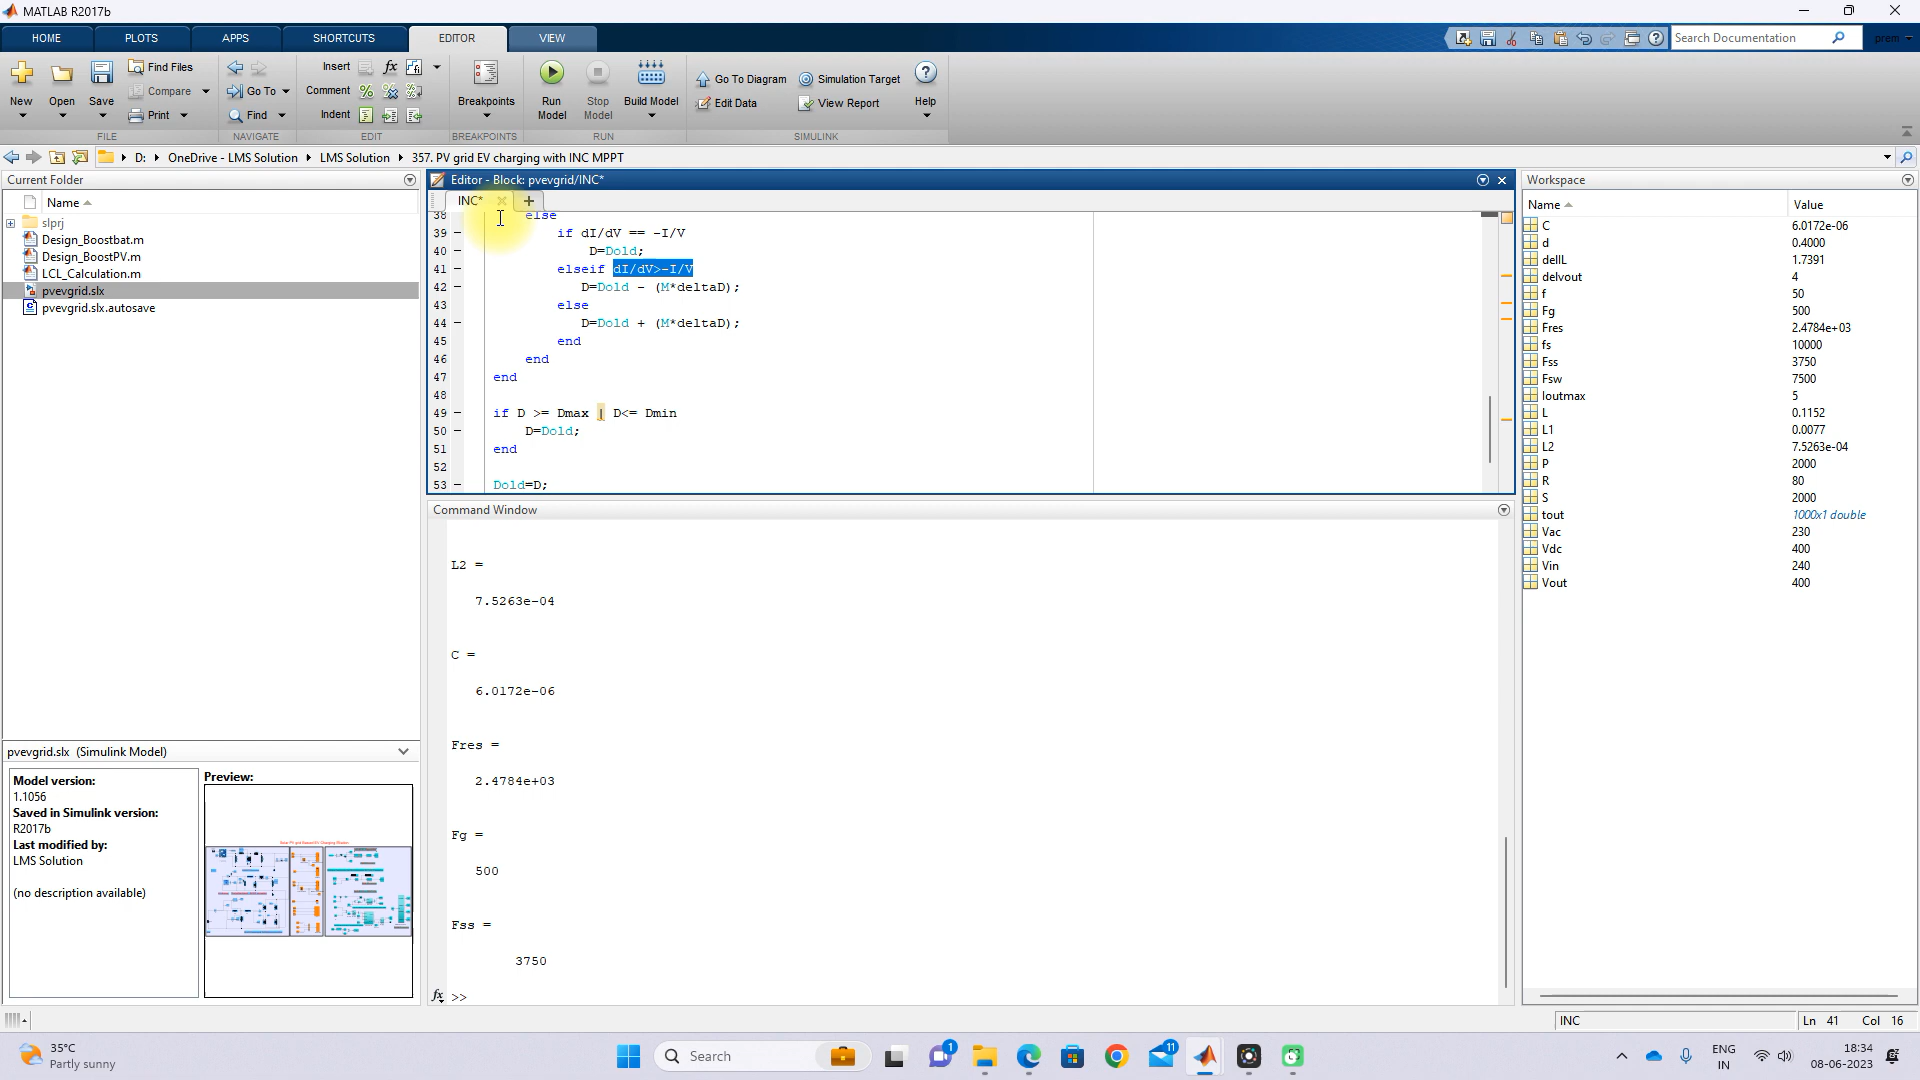 MATLAB R2017b
HOME
PLOTS
APPS
SHORTCUTS
EDITOR
VIEW
Search Documentation
prem
New
Open
Save
Find Files
Compare
Print
Go To
Find
Insert
Comment
Indent
fx
Breakpoints
Run Model
Stop Model
Build Model
Go To Diagram
Edit Data
Simulation Target
View Report
Help
FILE
NAVIGATE
EDIT
BREAKPOINTS
RUN
SIMULINK
D: OneDrive - LMS Solution LMS Solution 357. PV grid EV charging with INC MPPT
Current Folder
Name
slprj
Design_Boostbat.m
Design_BoostPV.m
LCL_Calculation.m
pvevgrid.slx
pvevgrid.slx.autosave
pvevgrid.slx (Simulink Model)
Model version:
1.1056
Saved in Simulink version:
R2017b
Last modified by:
LMS Solution
(no description available)
Preview:
Editor - Block: pvevgrid/INC*
INC*
38 else
39 if dI/dV == -I/V
40 D=Dold;
41 elseif dI/dV>-I/V
42 D=Dold - (M*deltaD);
43 else
44 D=Dold + (M*deltaD);
45 end
46 end
47 end
48
49 if D >= Dmax | D<= Dmin
50 D=Dold;
51 end
52
53 Dold=D;
Command Window
L2 =
7.5263e-04
C =
6.0172e-06
Fres =
2.4784e+03
Fg =
500
Fss =
3750
fx >>
Workspace
Name Value
C 6.0172e-06
d 0.4000
dellL 1.7391
delvout 4
f 50
Fg 500
Fres 2.4784e+03
fs 10000
Fss 3750
Fsw 7500
Ioutmax 5
L 0.1152
L1 0.0077
L2 7.5263e-04
P 2000
R 80
S 2000
tout 1000x1 double
Vac 230
Vdc 400
Vin 240
Vout 400
INC
Ln 41 Col 16
35°C
Partly sunny
Search
1
11
ENG
IN
18:34
08-06-2023